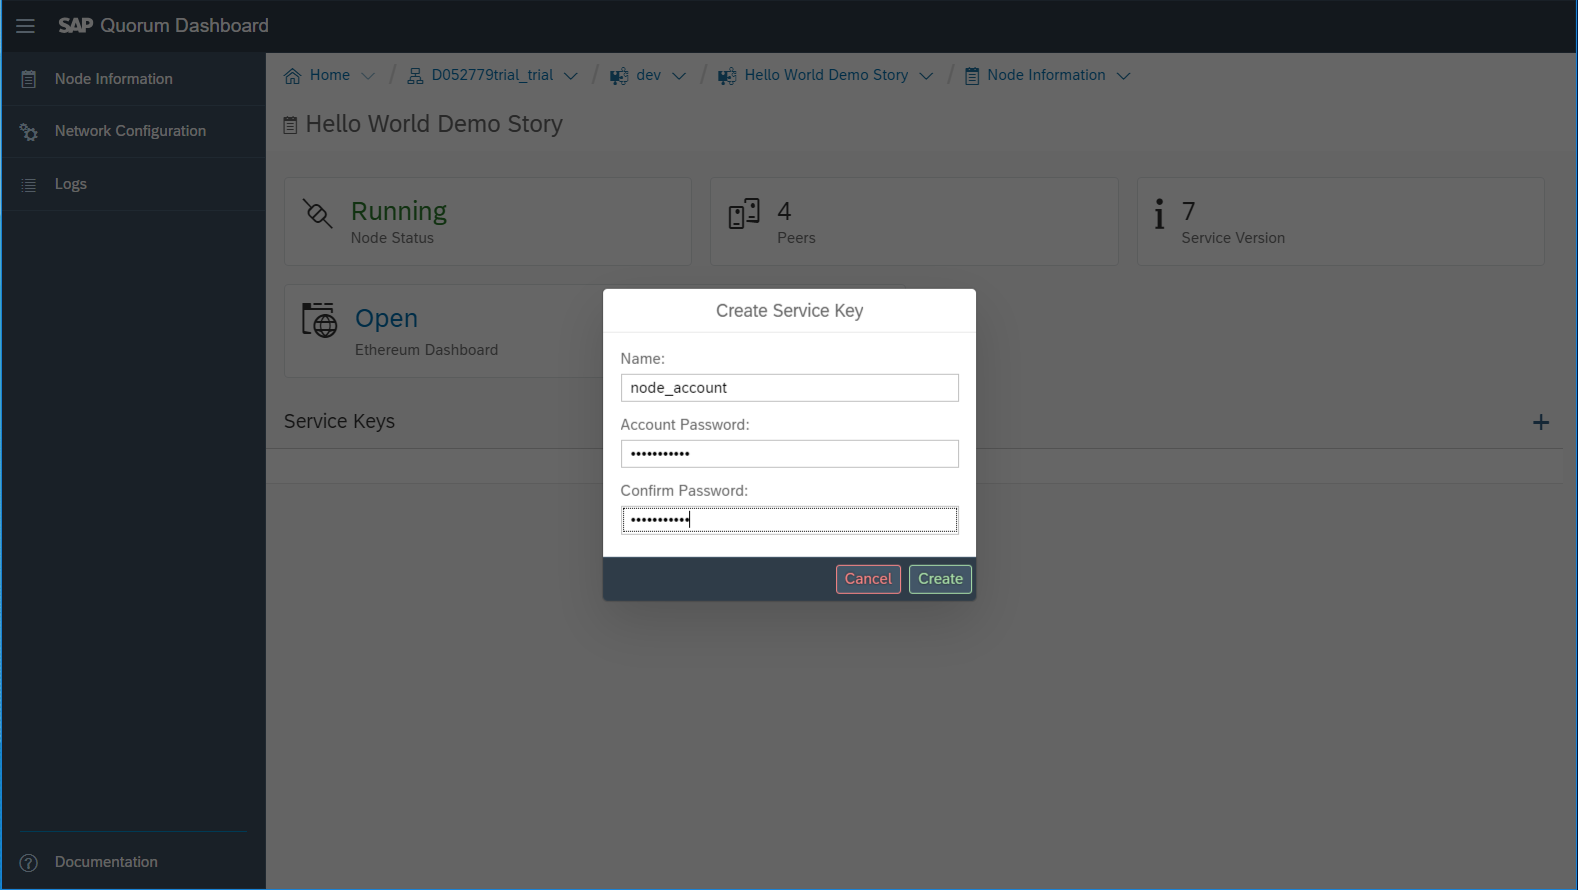 SAP Quorum Dashboard
Node Information
Network Configuration
Logs
Documentation
Home / D052779trial_trial / dev / Hello World Demo Story / Node Information
Hello World Demo Story
Running
Node Status
4
Peers
i 7
Service Version
Open
Ethereum Dashboard
Service Keys +
Create Service Key
Name:
node_account
Account Password:
•••••••••••
Confirm Password:
•••••••••••
Cancel Create